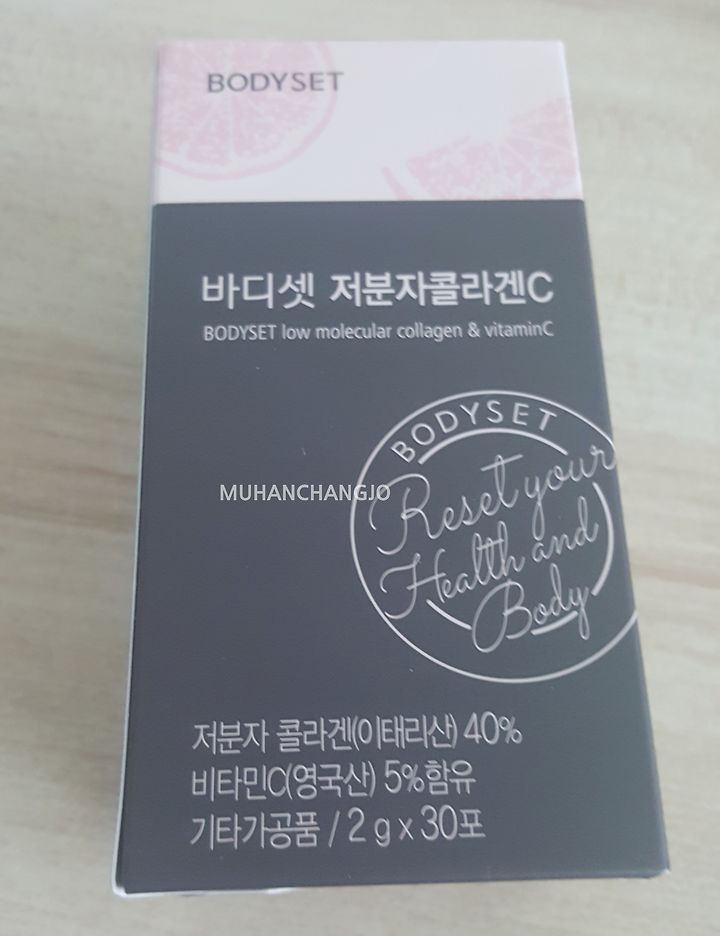 BODYSET
바디셋 저분자콜라겐C
BODYSET low molecular collagen & vitaminC
BODYSET
Reset your
Health and
Body
MUHANCHANGJO
저분자 콜라겐(이태리산) 40%
비타민C(영국산) 5%함유
기타가공품 / 2 g x 30포